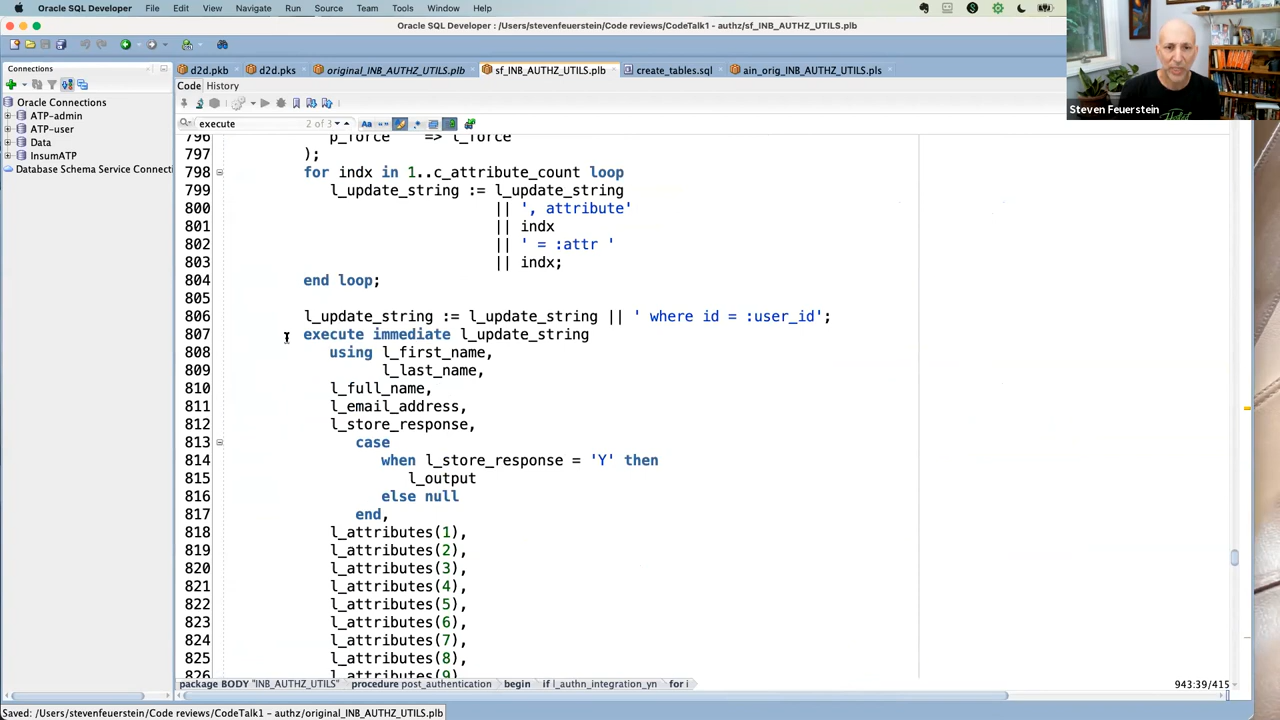 Oracle SQL Developer File Edit View Navigate Run Source Team Tools Window Help
Oracle SQL Developer : /Users/stevenfeuerstein/Code reviews/CodeTalk1 - authz/sf_INB_AUTHZ_UTILS.plb
Connections
d2d.pkb
d2d.pks
original_INB_AUTHZ_UTILS.plb
sf_INB_AUTHZ_UTILS.plb
create_tables.sql
ain_orig_INB_AUTHZ_UTILS.pls
Code History
Oracle Connections
ATP-admin
ATP-user
Data
InsumATP
Database Schema Service Connecti
Steven Feuerstein
execute
2 of 3
Aa
796 p_force => l_force
797 );
798 for indx in 1..c_attribute_count loop
799 l_update_string := l_update_string
800 || ', attribute'
801 || indx
802 || ' = :attr '
803 || indx;
804 end loop;
805
806 l_update_string := l_update_string || ' where id = :user_id';
807 execute immediate l_update_string
808 using l_first_name,
809 l_last_name,
810 l_full_name,
811 l_email_address,
812 l_store_response,
813 case
814 when l_store_response = 'Y' then
815 l_output
816 else null
817 end,
818 l_attributes(1),
819 l_attributes(2),
820 l_attributes(3),
821 l_attributes(4),
822 l_attributes(5),
823 l_attributes(6),
824 l_attributes(7),
825 l_attributes(8),
826 l_attributes(9)
package BODY "INB_AUTHZ_UTILS" procedure post_authentication begin if l_authn_integration_yn for i
943:39/415
Saved: /Users/stevenfeuerstein/Code reviews/CodeTalk1 - authz/original_INB_AUTHZ_UTILS.plb